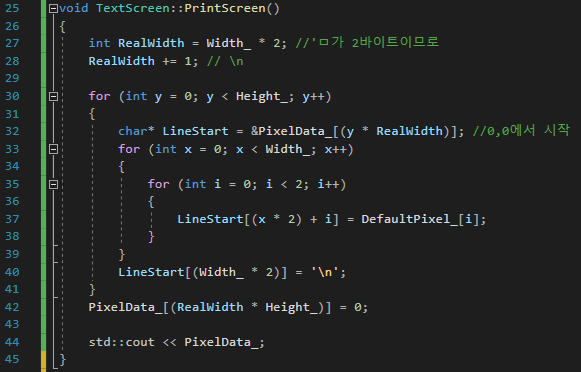 25 void TextScreen::PrintScreen()
26 {
27 int RealWidth = Width_ * 2; //'ㅁ가 2바이트이므로
28 RealWidth += 1; // \n
29
30 for (int y = 0; y < Height_; y++)
31 {
32 char* LineStart = &PixelData_[(y * RealWidth)]; //0,0에서 시작
33 for (int x = 0; x < Width_; x++)
34 {
35 for (int i = 0; i < 2; i++)
36 {
37 LineStart[(x * 2) + i] = DefaultPixel_[i];
38 }
39 }
40 LineStart[(Width_ * 2)] = '\n';
41 }
42 PixelData_[(RealWidth * Height_)] = 0;
43
44 std::cout << PixelData_;
45 }